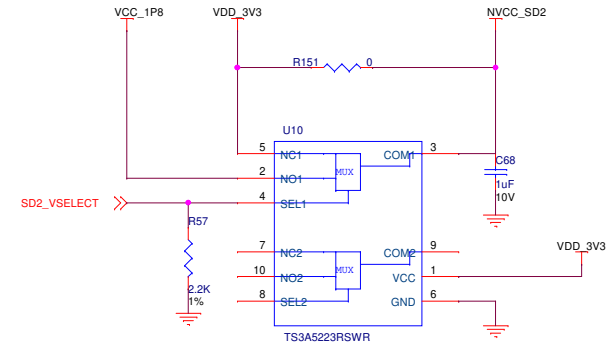 VCC_1P8
VDD_3V3
NVCC_SD2
R151
0
U10
5
NC1
COM1
3
2
NO1
MUX
4
SEL1
SD2_VSELECT
C68
1uF
10V
R57
2.2K
1%
7
NC2
COM2
9
10
NO2
MUX
VCC
1
VDD_3V3
8
SEL2
GND
6
TS3A5223RSWR